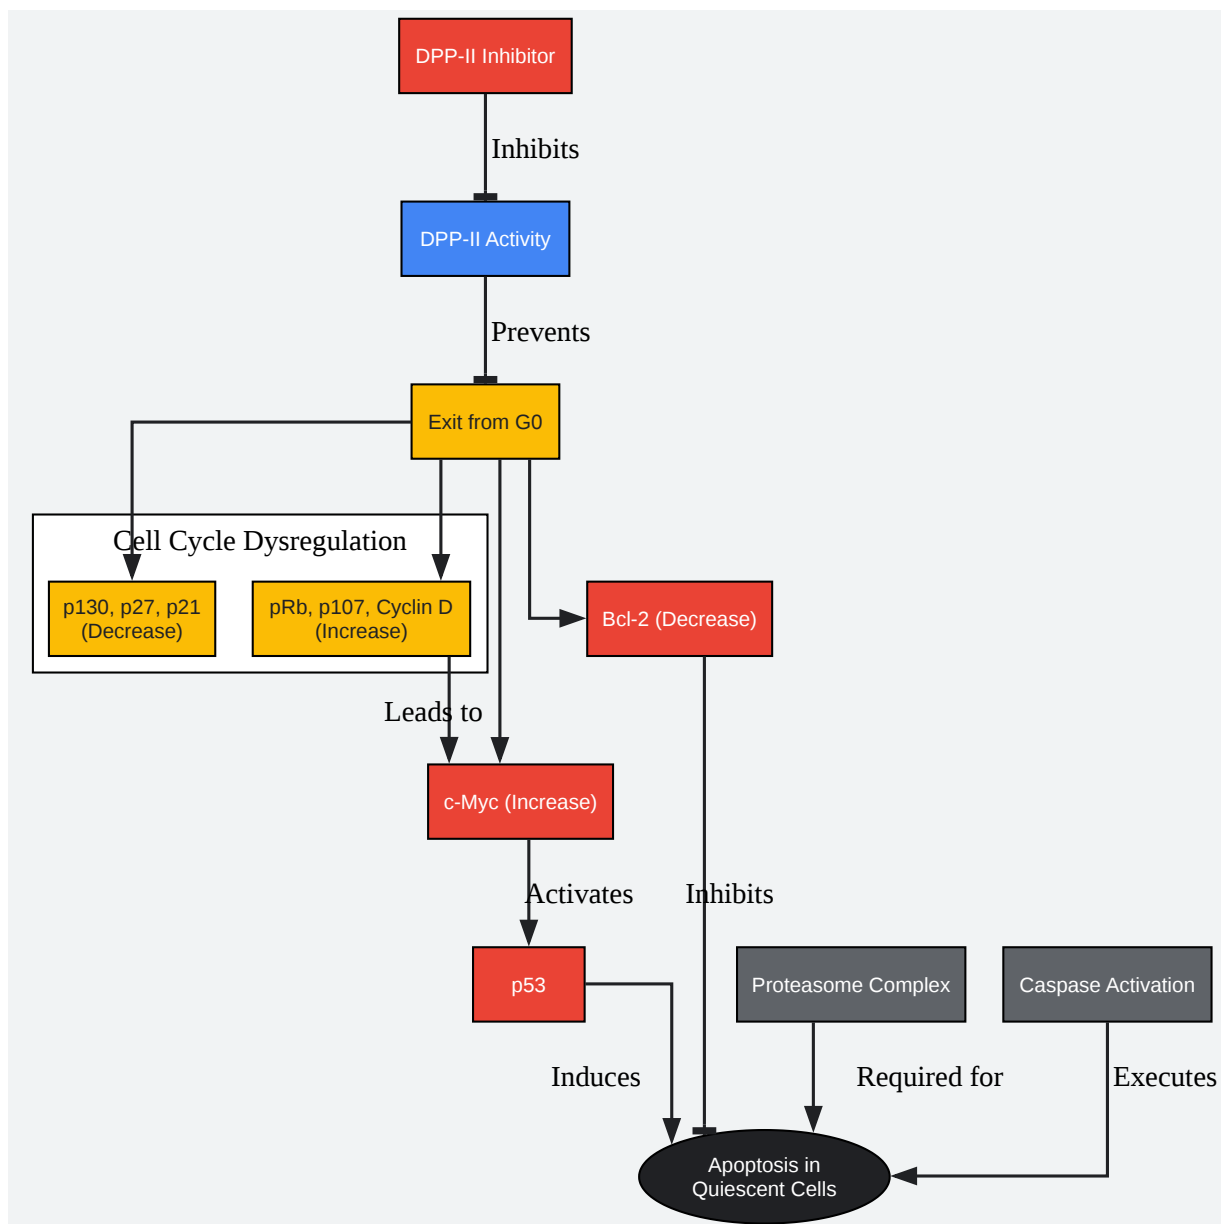 DPP-II Inhibitor
Inhibits
DPP-II Activity
Prevents
Exit from G0
Cell Cycle Dysregulation
p130, p27, p21
(Decrease)
pRb, p107, Cyclin D
(Increase)
Bcl-2 (Decrease)
Leads to
c-Myc (Increase)
Activates
Inhibits
p53
Proteasome Complex
Caspase Activation
Induces
Required for
Executes
Apoptosis in
Quiescent Cells